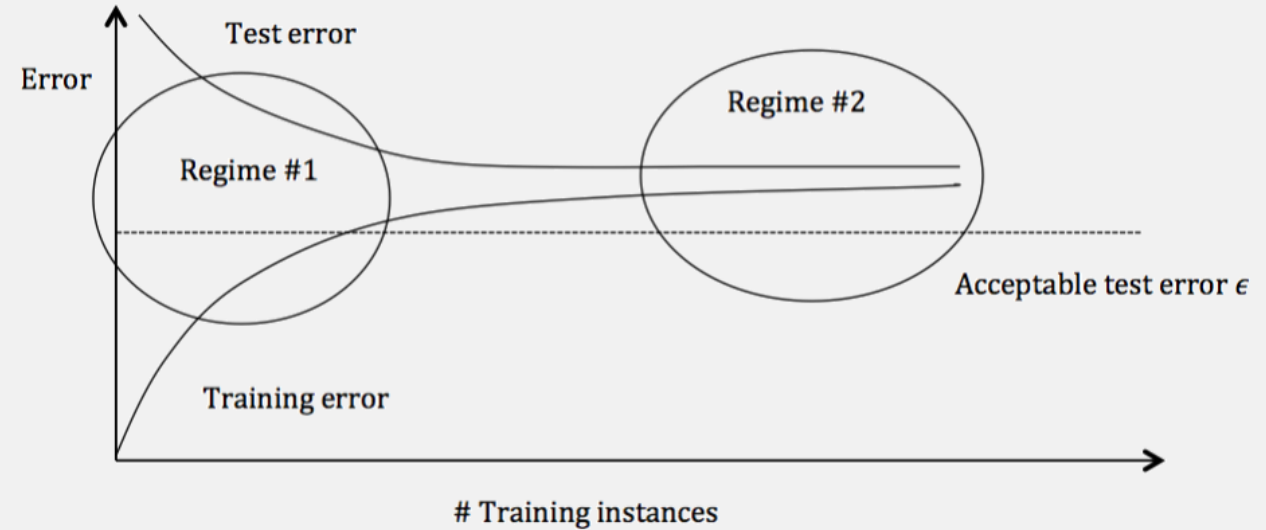 Test error
Error
Regime #2
Regime #1
Acceptable test error ϵ
Training error
# Training instances